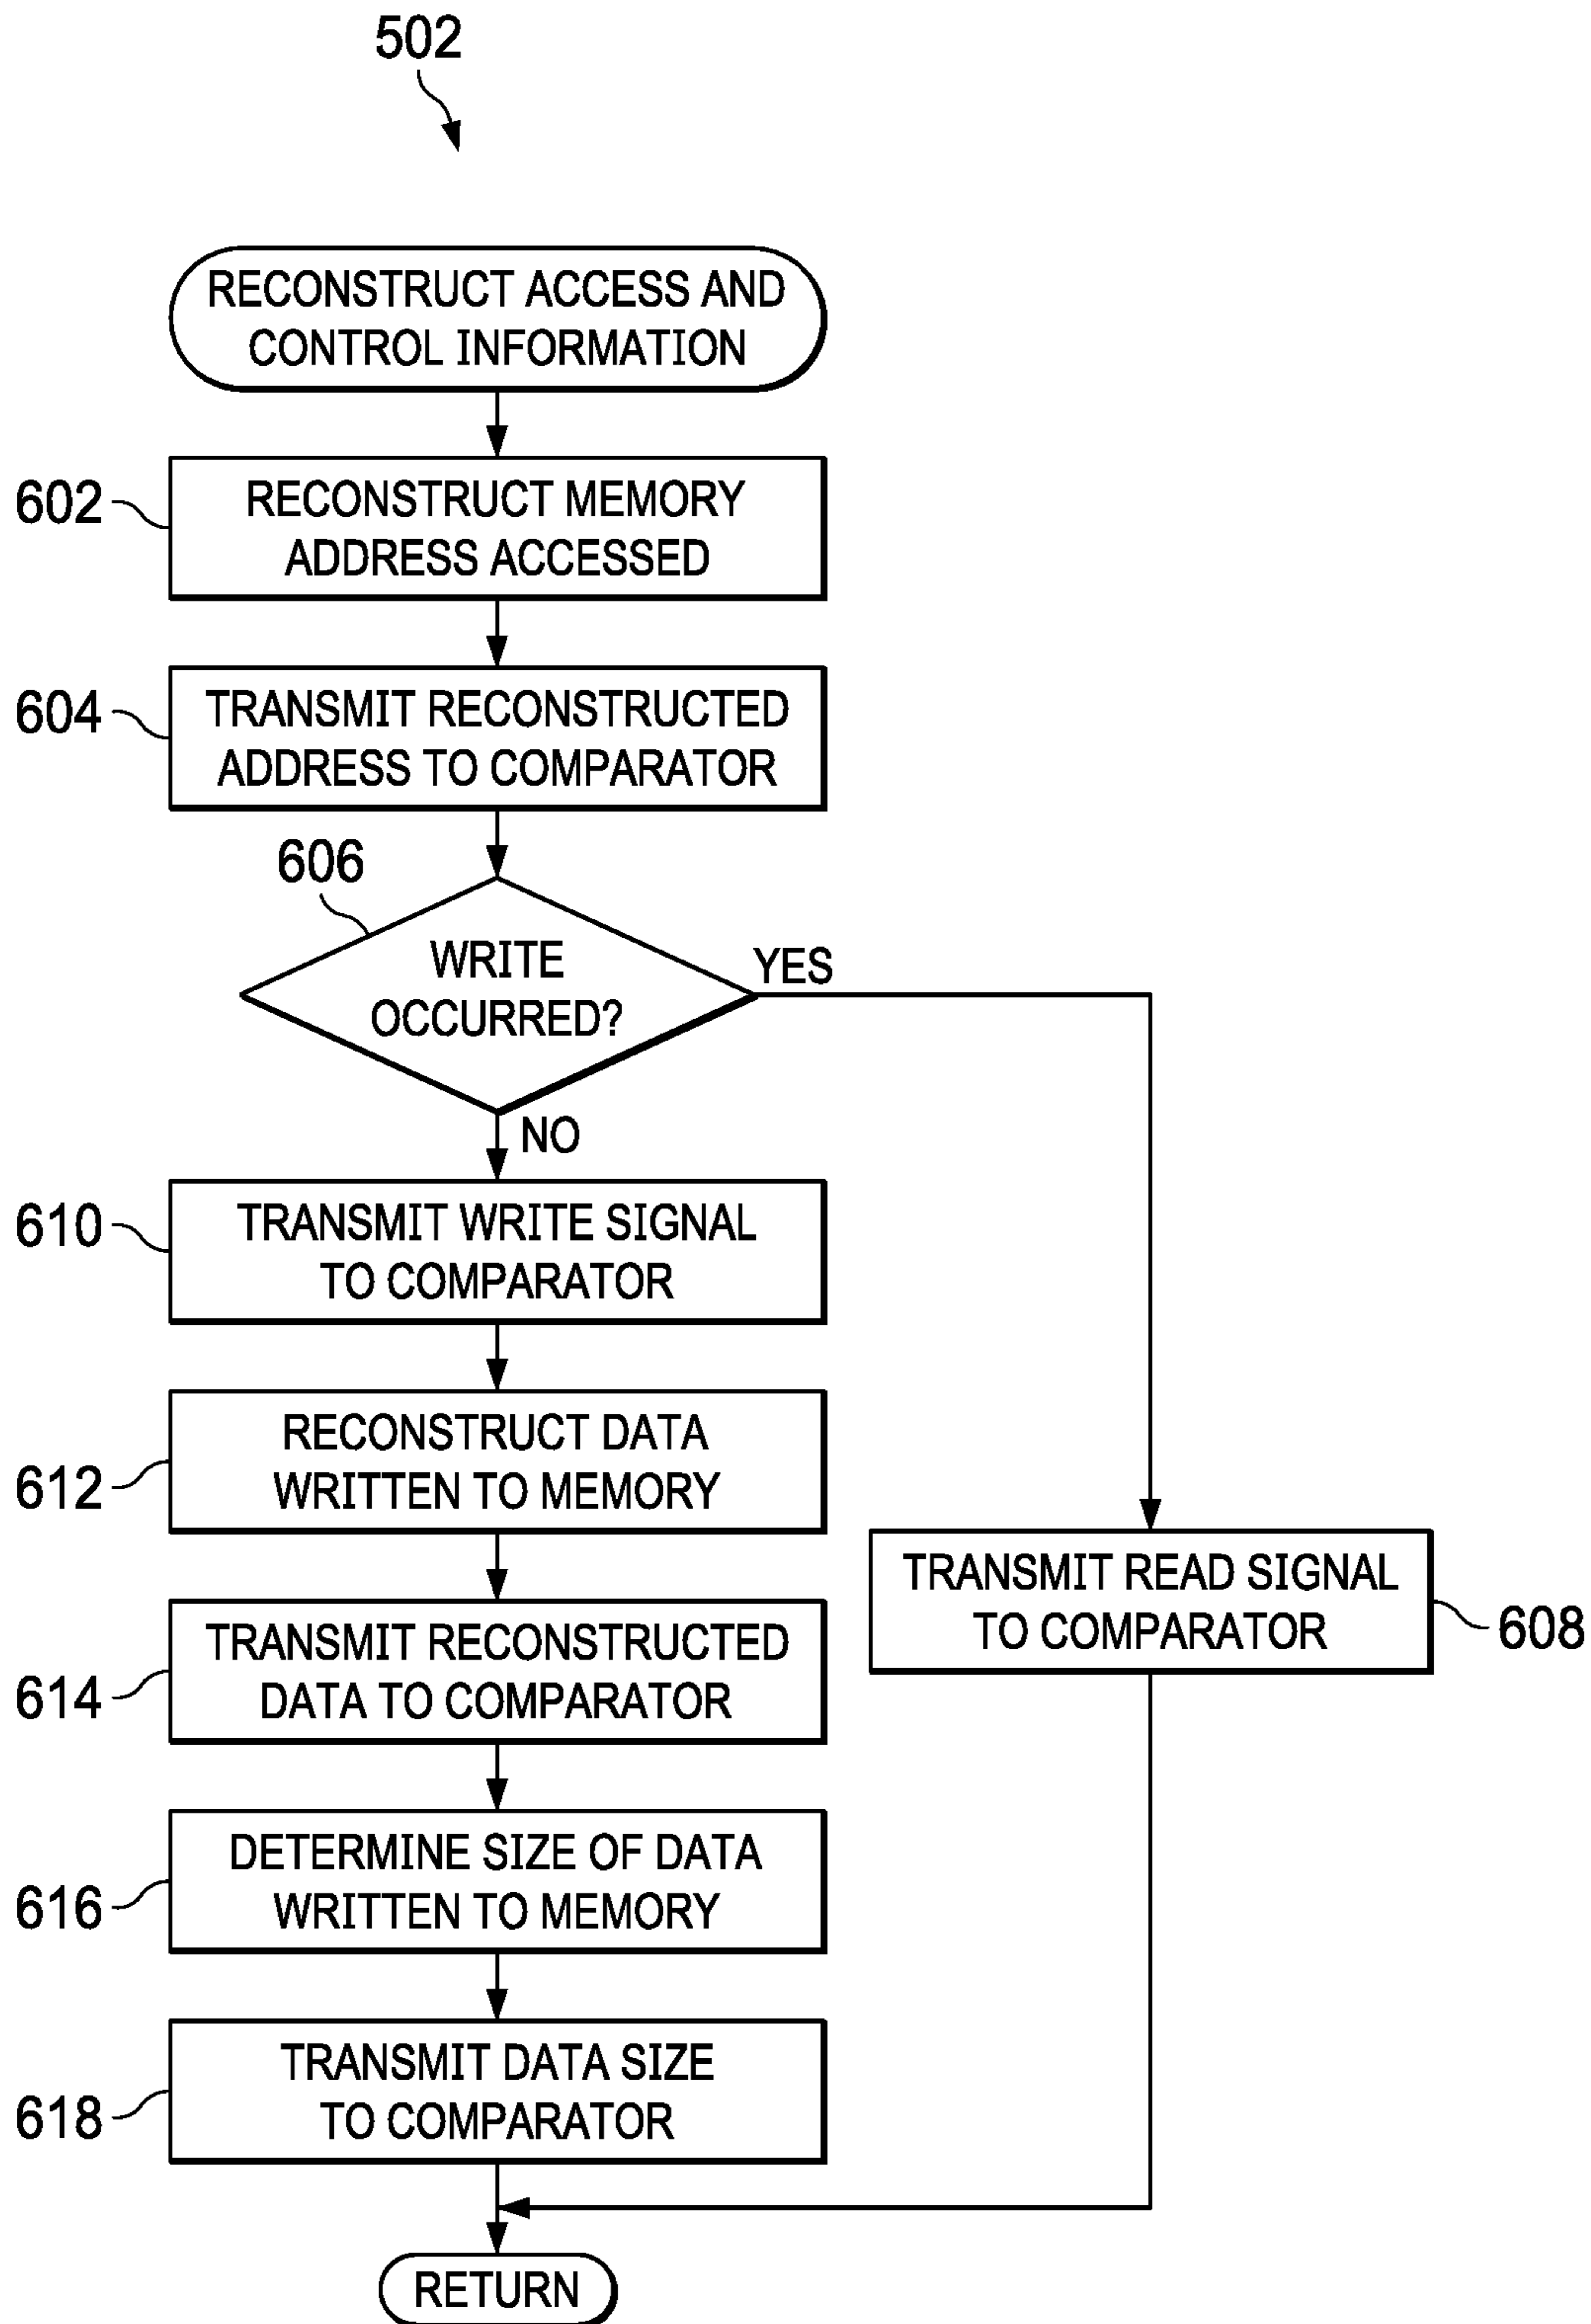 502
RECONSTRUCT ACCESS AND
CONTROL INFORMATION
602
RECONSTRUCT MEMORY
ADDRESS ACCESSED
604
TRANSMIT RECONSTRUCTED
ADDRESS TO COMPARATOR
606
WRITE
OCCURRED?
YES
NO
610
TRANSMIT WRITE SIGNAL
TO COMPARATOR
612
RECONSTRUCT DATA
WRITTEN TO MEMORY
TRANSMIT READ SIGNAL
TO COMPARATOR
608
614
TRANSMIT RECONSTRUCTED
DATA TO COMPARATOR
616
DETERMINE SIZE OF DATA
WRITTEN TO MEMORY
618
TRANSMIT DATA SIZE
TO COMPARATOR
RETURN